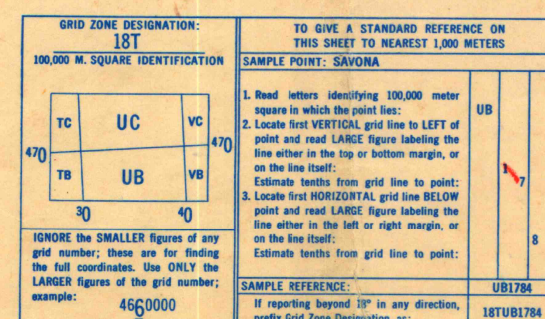 GRID ZONE DESIGNATION:
18T
100,000 M. SQUARE IDENTIFICATION
TC UC VC
470 470
TB UB VB
30 40
IGNORE the SMALLER figures of any
grid number; these are for finding
the full coordinates. Use ONLY the
LARGER figures of the grid number;
example:
4660000
TO GIVE A STANDARD REFERENCE ON
THIS SHEET TO NEAREST 1,000 METERS
SAMPLE POINT: SAVONA
1. Read letters identifying 100,000 meter
square in which the point lies: UB
2. Locate first VERTICAL grid line to LEFT of
point and read LARGE figure labeling the
line either in the top or bottom margin, or
on the line itself: 1
Estimate tenths from grid line to point: 7
3. Locate first HORIZONTAL grid line BELOW
point and read LARGE figure labeling the
line either in the left or right margin, or
on the line itself: 8
Estimate tenths from grid line to point:
SAMPLE REFERENCE: UB1784
If reporting beyond 18° in any direction,
prefix Grid Zone Designation, as: 18TUB1784